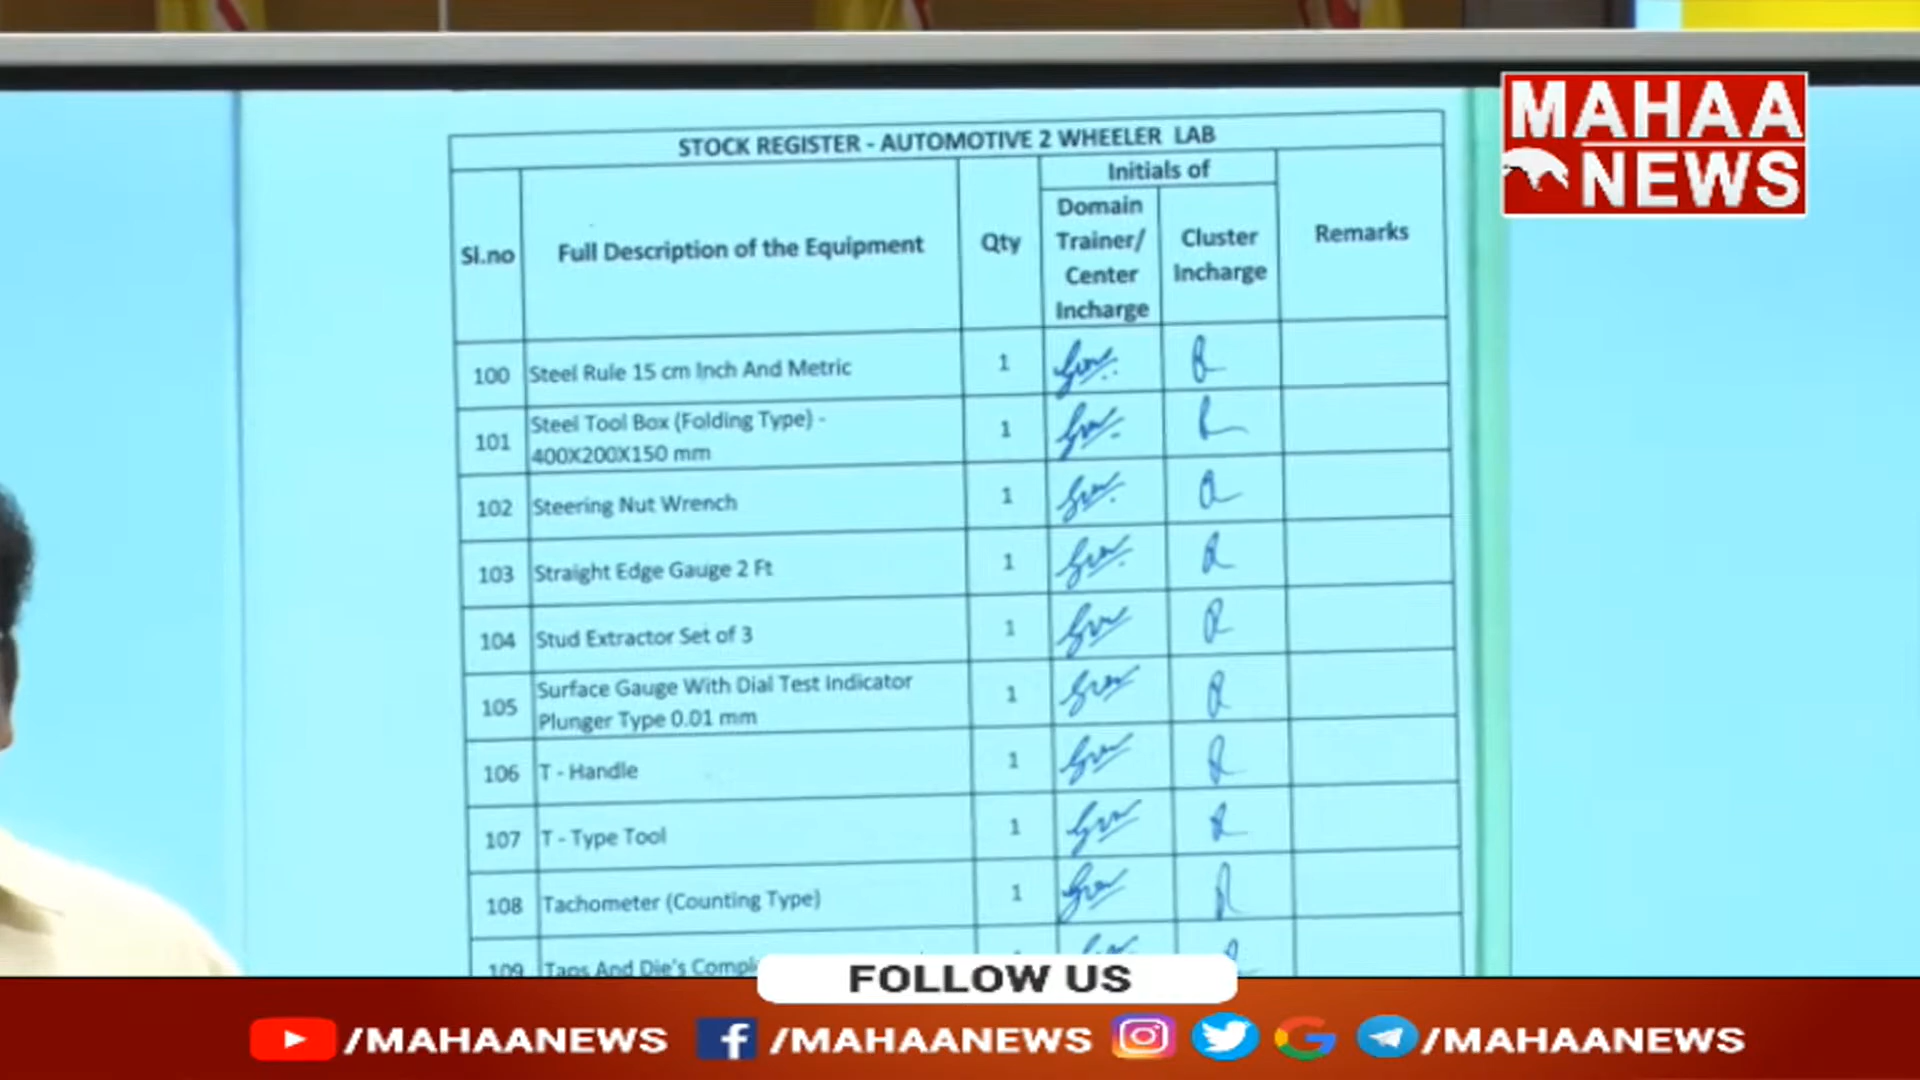 MAHAA
NEWS
STOCK REGISTER - AUTOMOTIVE 2 WHEELER LAB
Sl.no
Full Description of the Equipment
Qty
Initials of
Domain
Trainer/
Center
Incharge
Cluster
Incharge
Remarks
100 Steel Rule 15 cm Inch And Metric 1
101 Steel Tool Box (Folding Type) -
400X200X150 mm 1
102 Steering Nut Wrench 1
103 Straight Edge Gauge 2 Ft 1
104 Stud Extractor Set of 3 1
105 Surface Gauge With Dial Test Indicator
Plunger Type 0.01 mm 1
106 T - Handle 1
107 T - Type Tool 1
108 Tachometer (Counting Type) 1
109 Taps And Die's
FOLLOW US
/MAHAANEWS /MAHAANEWS /MAHAANEWS